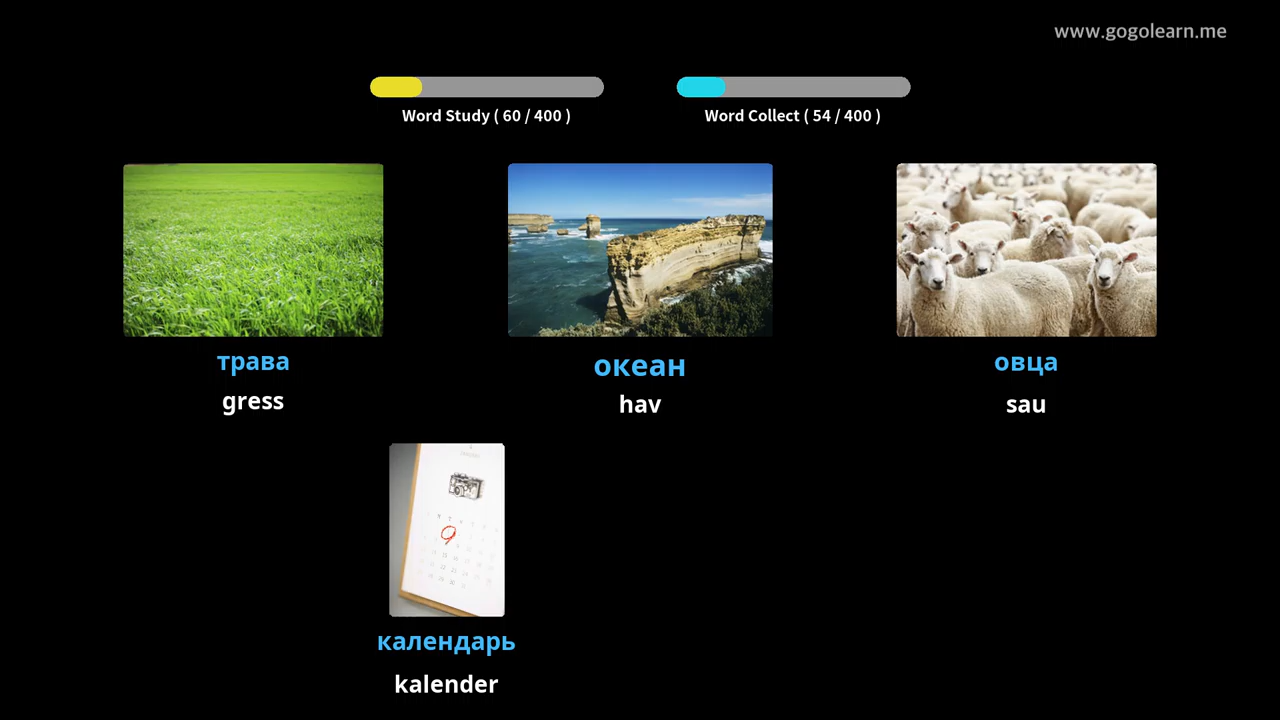 www.gogolearn.me
Word Study ( 60 / 400 )
Word Collect ( 54 / 400 )
трава
океан
овца
gress
hav
sau
календарь
kalender